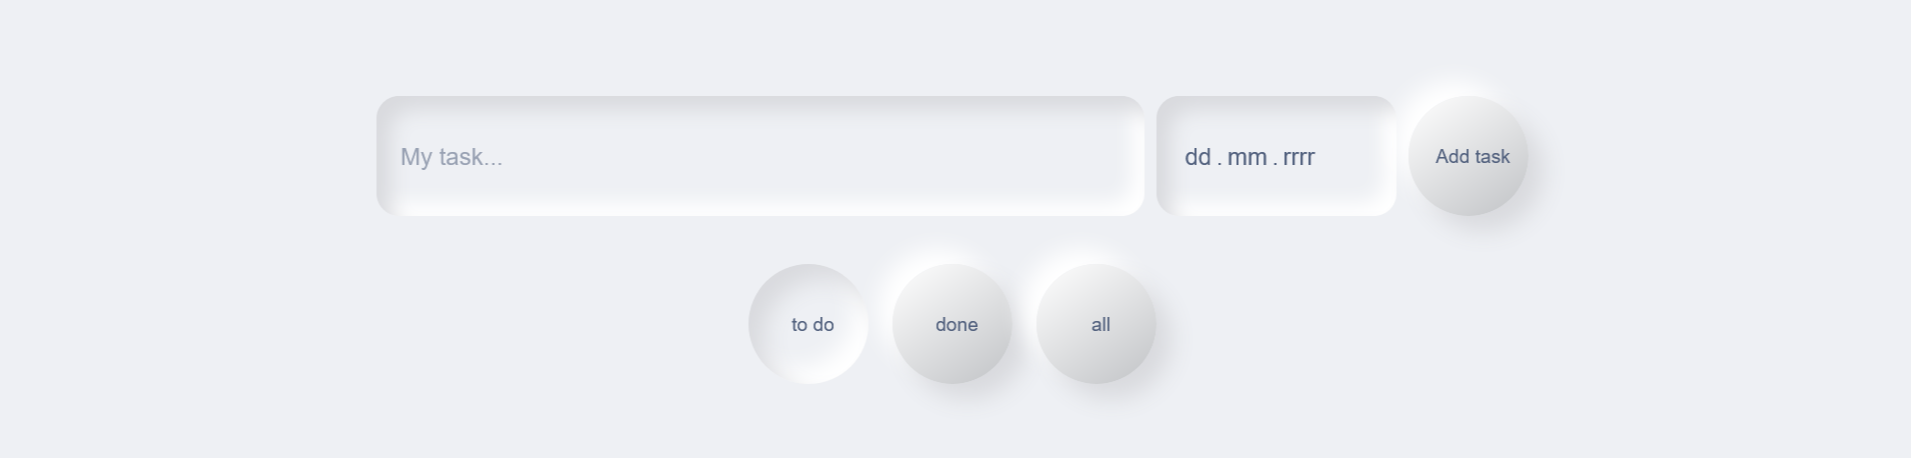 My task... dd . mm . rrrr Add task
to do done all